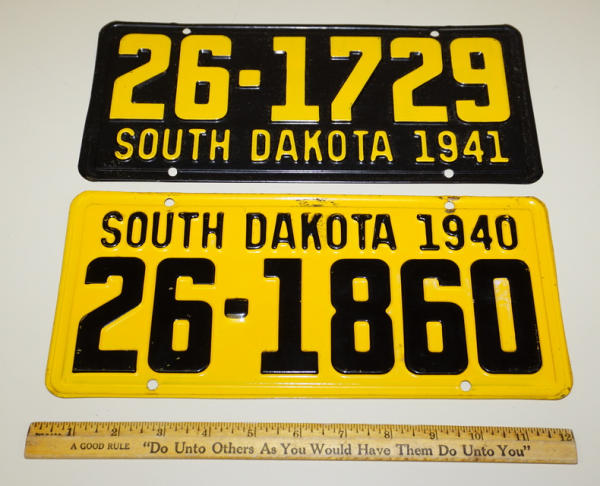 26-1729
SOUTH DAKOTA 1941
SOUTH DAKOTA 1940
26-1860
1 2 3 4 5 6 7 8 9 10 11 12
A GOOD RULE "Do Unto Others As You Would Have Them Do Unto You"